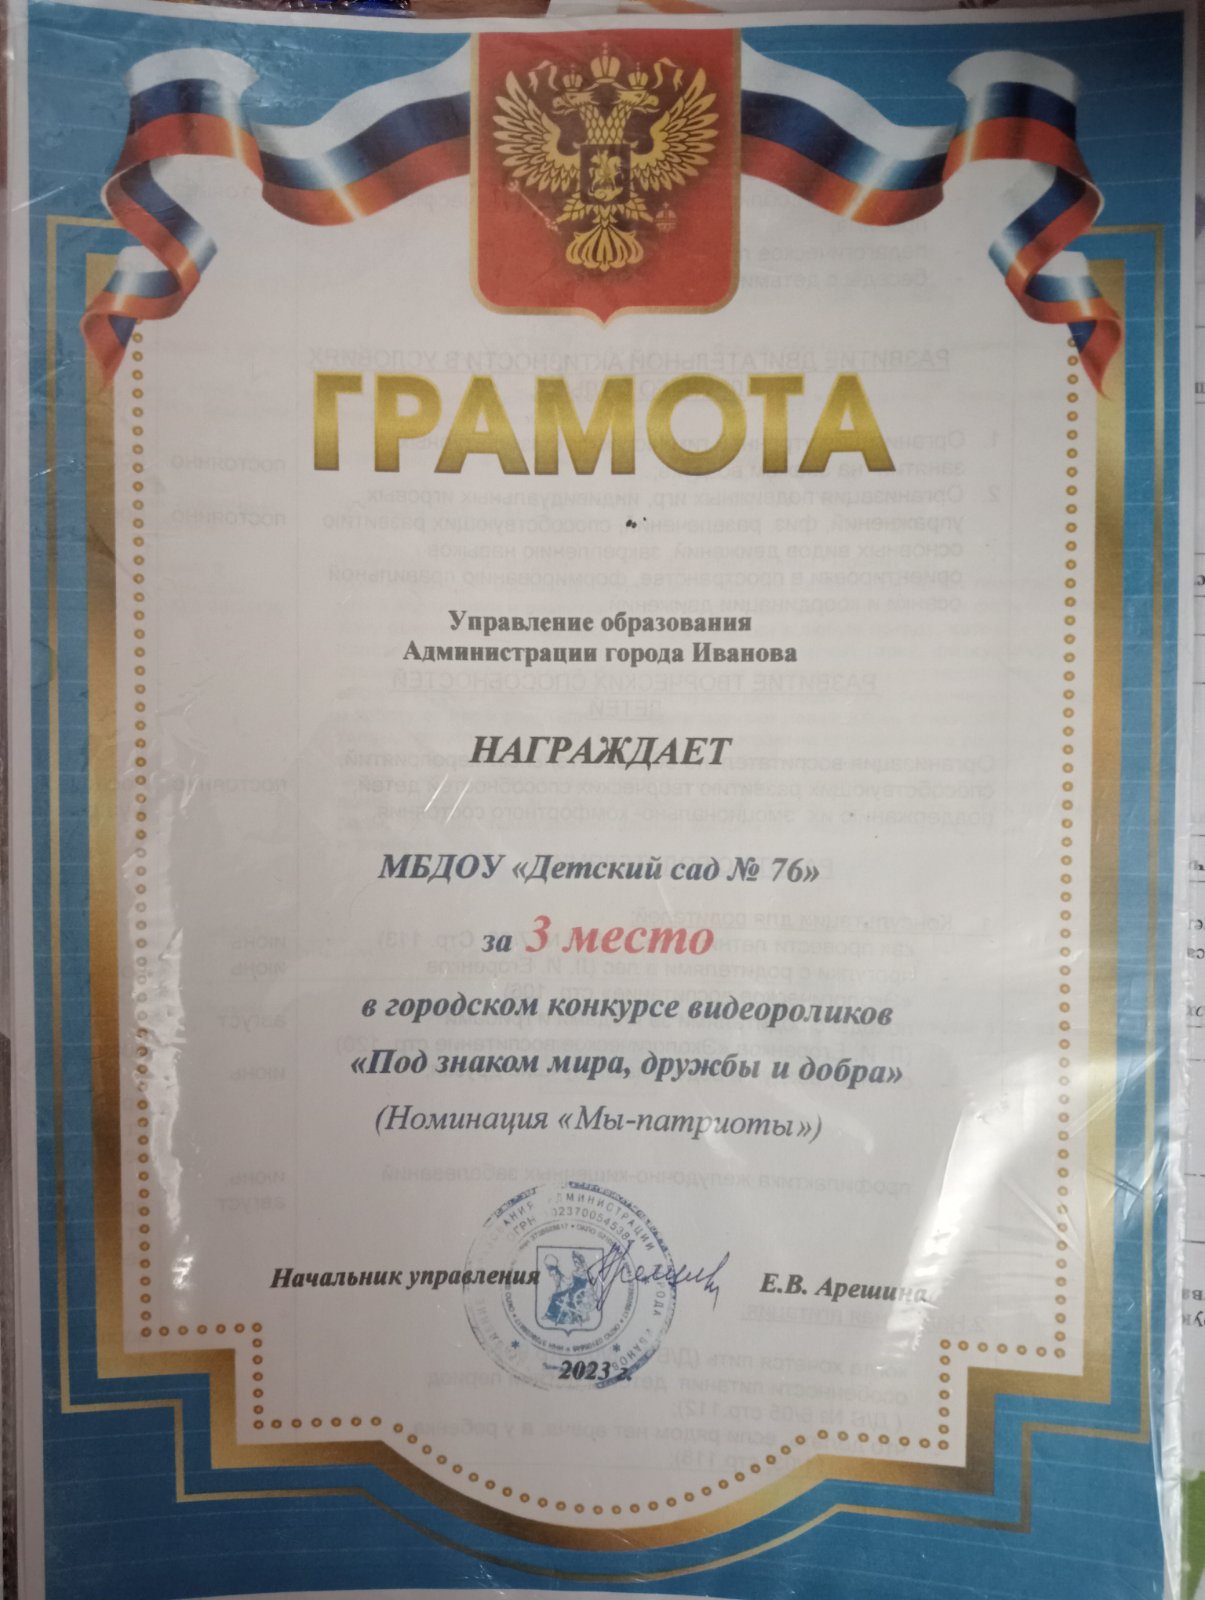 ГРАМОТА
Управление образования
Администрации города Иванова
НАГРАЖДАЕТ
МБДОУ «Детский сад № 76»
за 3 место
в городском конкурсе видеороликов
«Под знаком мира, дружбы и добра»
(Номинация «Мы-патриоты»)
Начальник управления
Е.В. Арешина
2023 г.